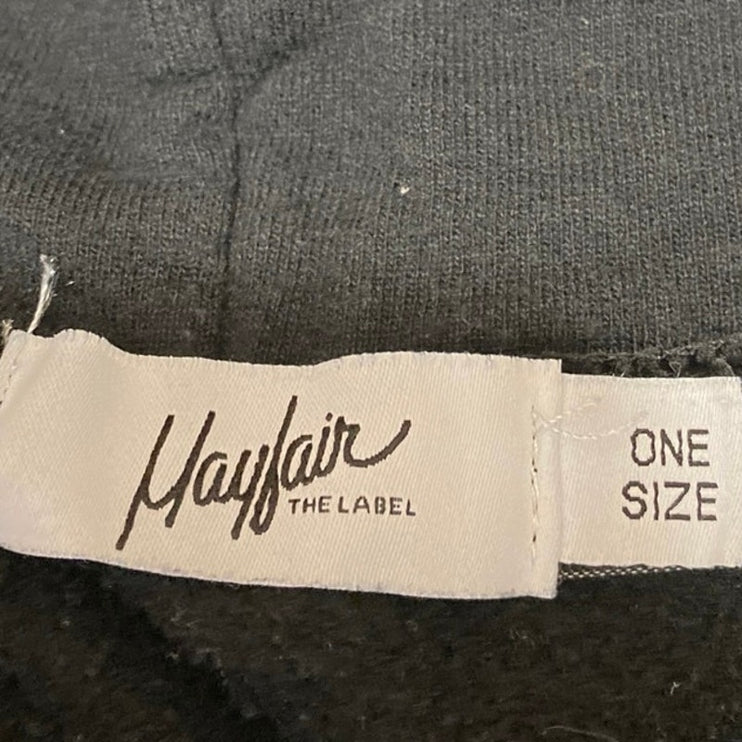 Mayfair
THE LABEL
ONE
SIZE